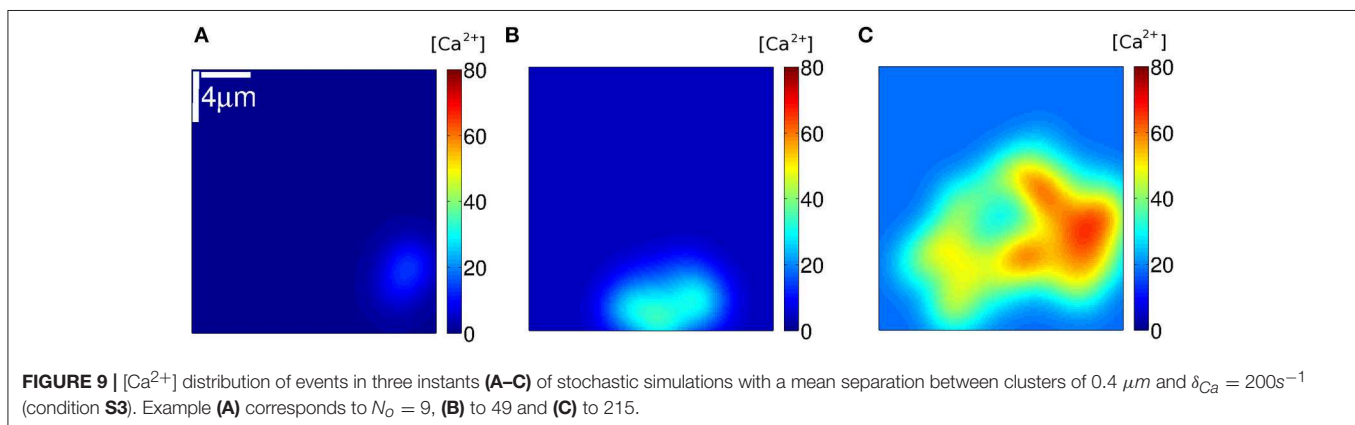 A
B
C
[Ca2+]
[Ca2+]
[Ca2+]
4μm
80
60
40
20
0
80
60
40
20
0
80
60
40
20
0
FIGURE 9 | [Ca2+] distribution of events in three instants (A–C) of stochastic simulations with a mean separation between clusters of 0.4 μm and δCa = 200s−1
(condition S3). Example (A) corresponds to No = 9, (B) to 49 and (C) to 215.